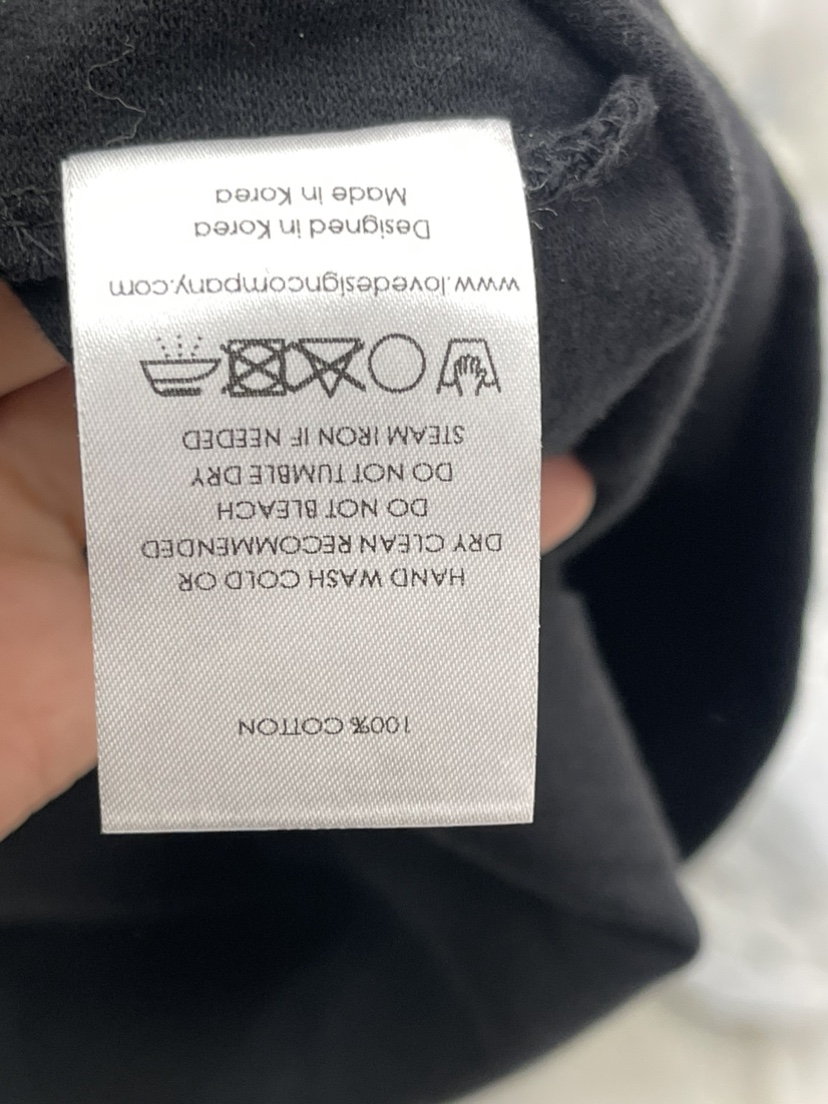 100% COTTON
HAND WASH COLD OR
DRY CLEAN RECOMMENDED
DO NOT BLEACH
DO NOT TUMBLE DRY
STEAM IRON IF NEEDED
www.lovedesigncompany.com
Designed in Korea
Made in Korea